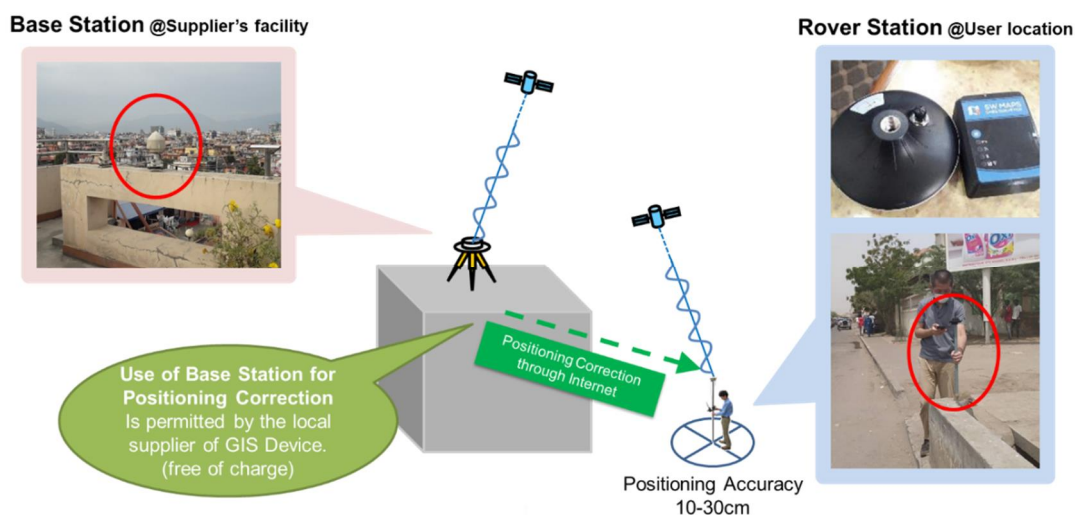 Base Station @Supplier's facility
Rover Station @User location
SW MAPS
Positioning Correction
through Internet
Use of Base Station for
Positioning Correction
Is permitted by the local
supplier of GIS Device.
(free of charge)
Positioning Accuracy
10-30cm